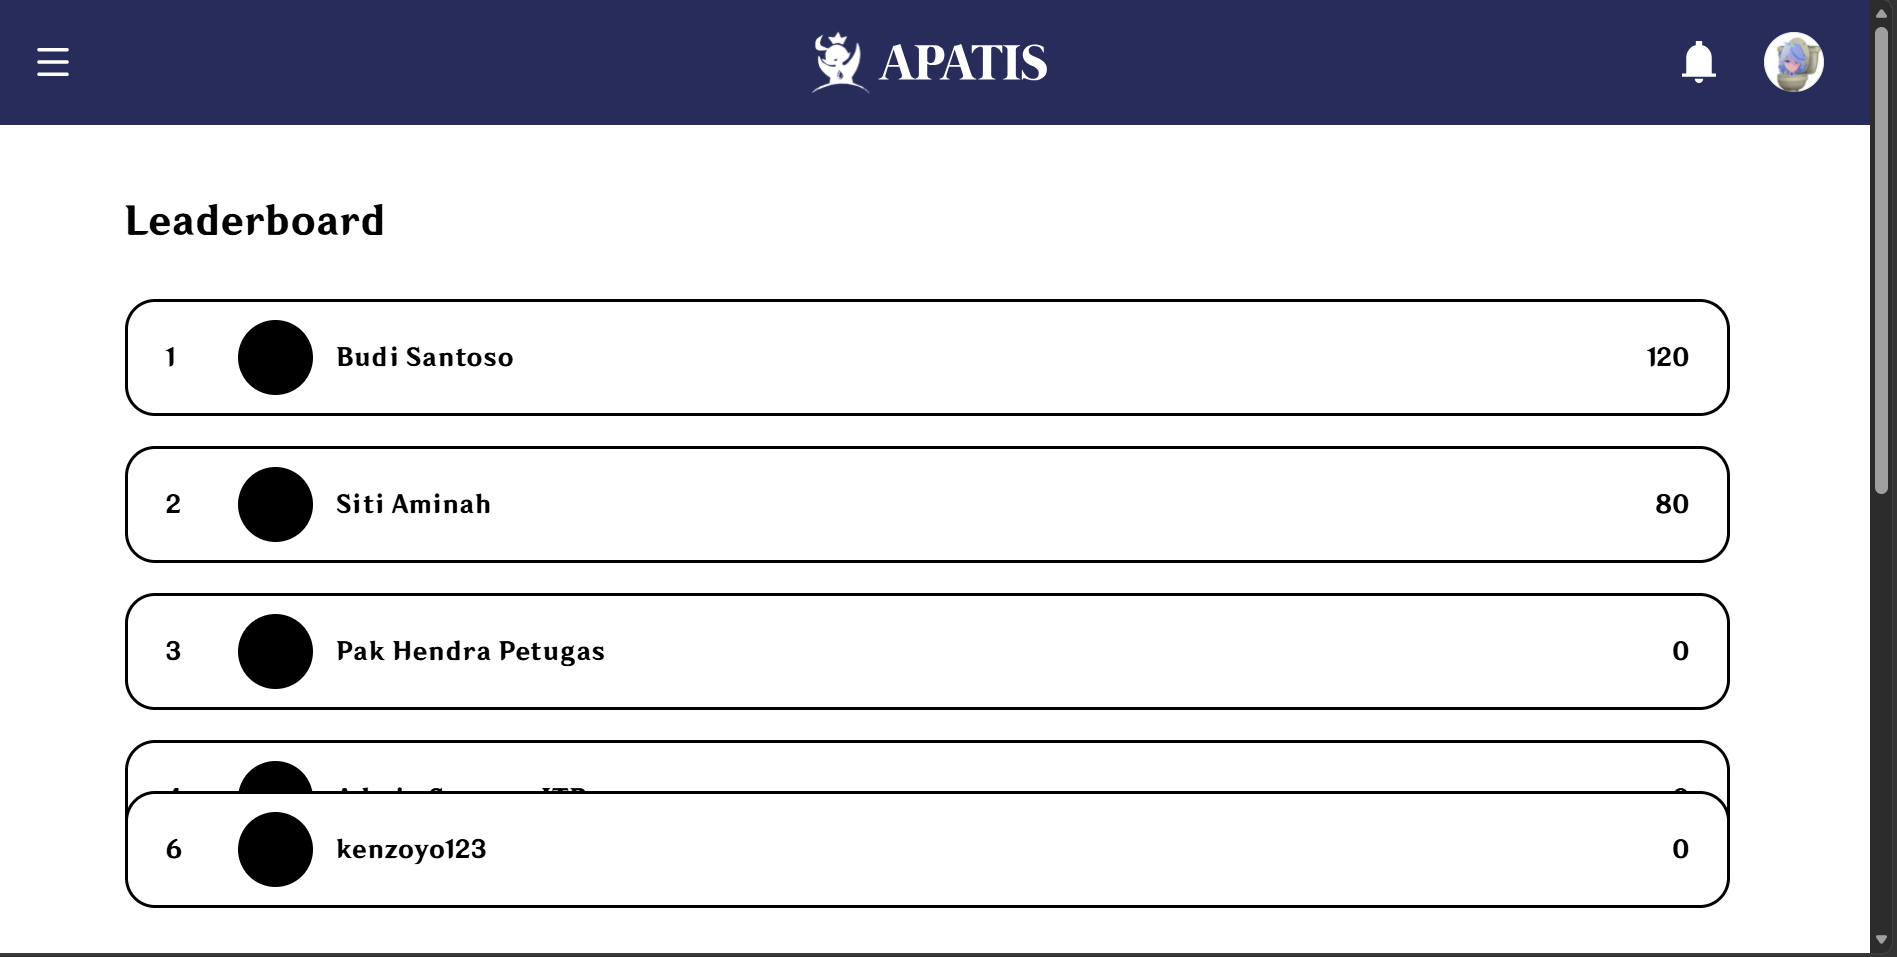 APATIS
Leaderboard
1 Budi Santoso 120
2 Siti Aminah 80
3 Pak Hendra Petugas 0
6 kenzoyo123 0